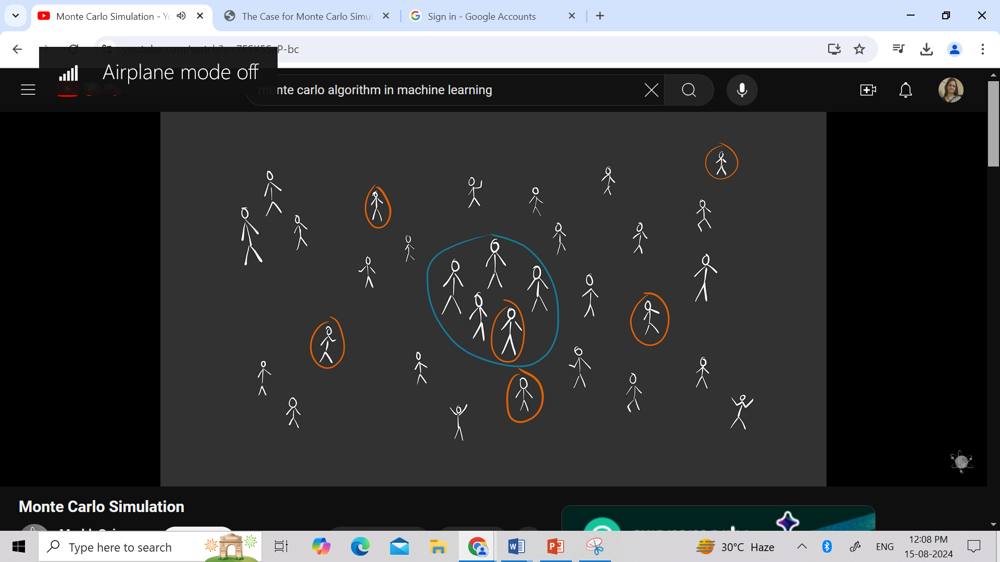 Monte Carlo Simulation - Yo
The Case for Monte Carlo Simul
Sign in - Google Accounts
youtube.com/watch?v=7ESK5SaP-bc
Airplane mode off
monte carlo algorithm in machine learning
Monte Carlo Simulation
Type here to search
30°C Haze
ENG
12:08 PM
15-08-2024